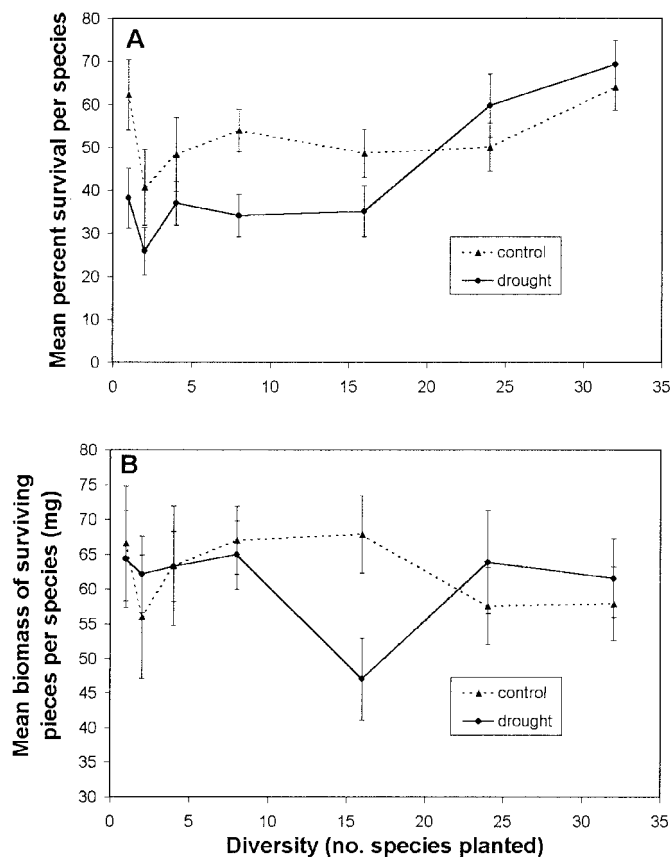 A
Mean percent survival per species
80
70
60
50
40
30
20
10
0
control
drought
0 5 10 15 20 25 30 35
B
Mean biomass of surviving
pieces per species (mg)
80
75
70
65
60
55
50
45
40
35
30
control
drought
0 5 10 15 20 25 30 35
Diversity (no. species planted)